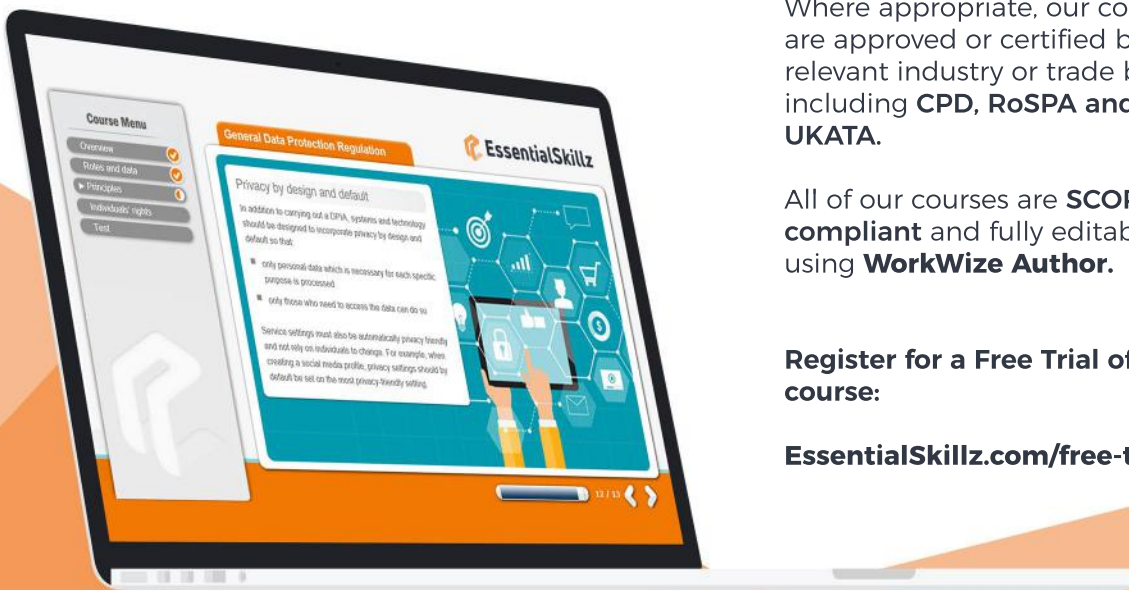 Course Menu
Overview
Roles and data
Principles
Individuals' rights
Test
General Data Protection Regulation
EssentialSkillz
Privacy by design and default
In addition to carrying out a DPIA, systems and technology
should be designed to incorporate privacy by design and
default so that:
only personal data which is necessary for each specific
purpose is processed
only those who need to access the data can do so
Service settings must also be automatically privacy friendly
and not rely on individuals to change. For example, when
creating a social media profile, privacy settings should by
default be set on the most privacy-friendly setting.
12 / 13
Where appropriate, our co
are approved or certified b
relevant industry or trade b
including CPD, RoSPA and
UKATA.
All of our courses are SCOR
compliant and fully editab
using WorkWize Author.
Register for a Free Trial of
course:
EssentialSkillz.com/free-t